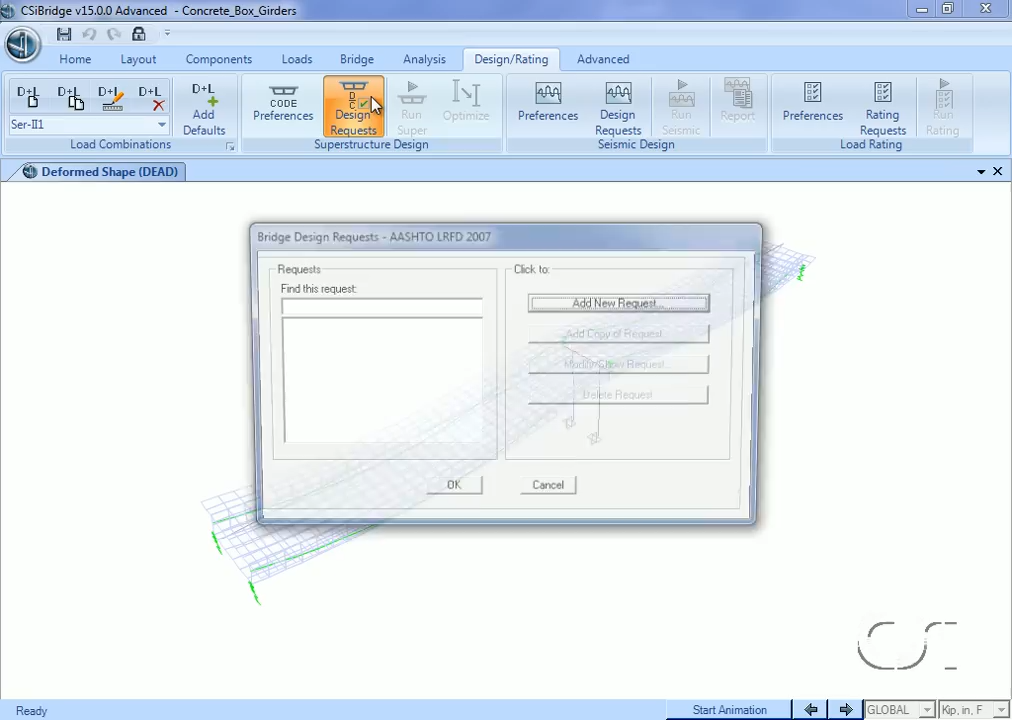 CSiBridge v15.0.0 Advanced - Concrete_Box_Girders
Home Layout Components Loads Bridge Analysis Design/Rating Advanced
D+L D+L D+L D+L
Ser-II1
Load Combinations
D+L
Add
Defaults
CODE
Preferences
D
C
Design
Requests
Run
Super
Optimize
Superstructure Design
Preferences
Design
Requests
Run
Seismic
Report
Seismic Design
Preferences
Rating
Requests
Run
Rating
Load Rating
Deformed Shape (DEAD)
Bridge Design Requests - AASHTO LRFD 2007
Requests
Find this request:
Click to:
Add New Request...
Add Copy of Request...
Modify/Show Request...
Delete Request
OK
Cancel
CSI
Ready
Start Animation
GLOBAL
Kip, in, F